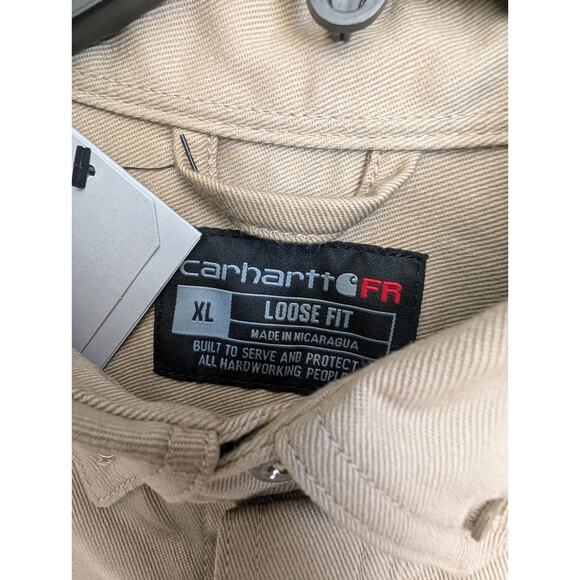 carhartt FR
XL
LOOSE FIT
MADE IN NICARAGUA
BUILT TO SERVE AND PROTECT
ALL HARDWORKING PEOPLE